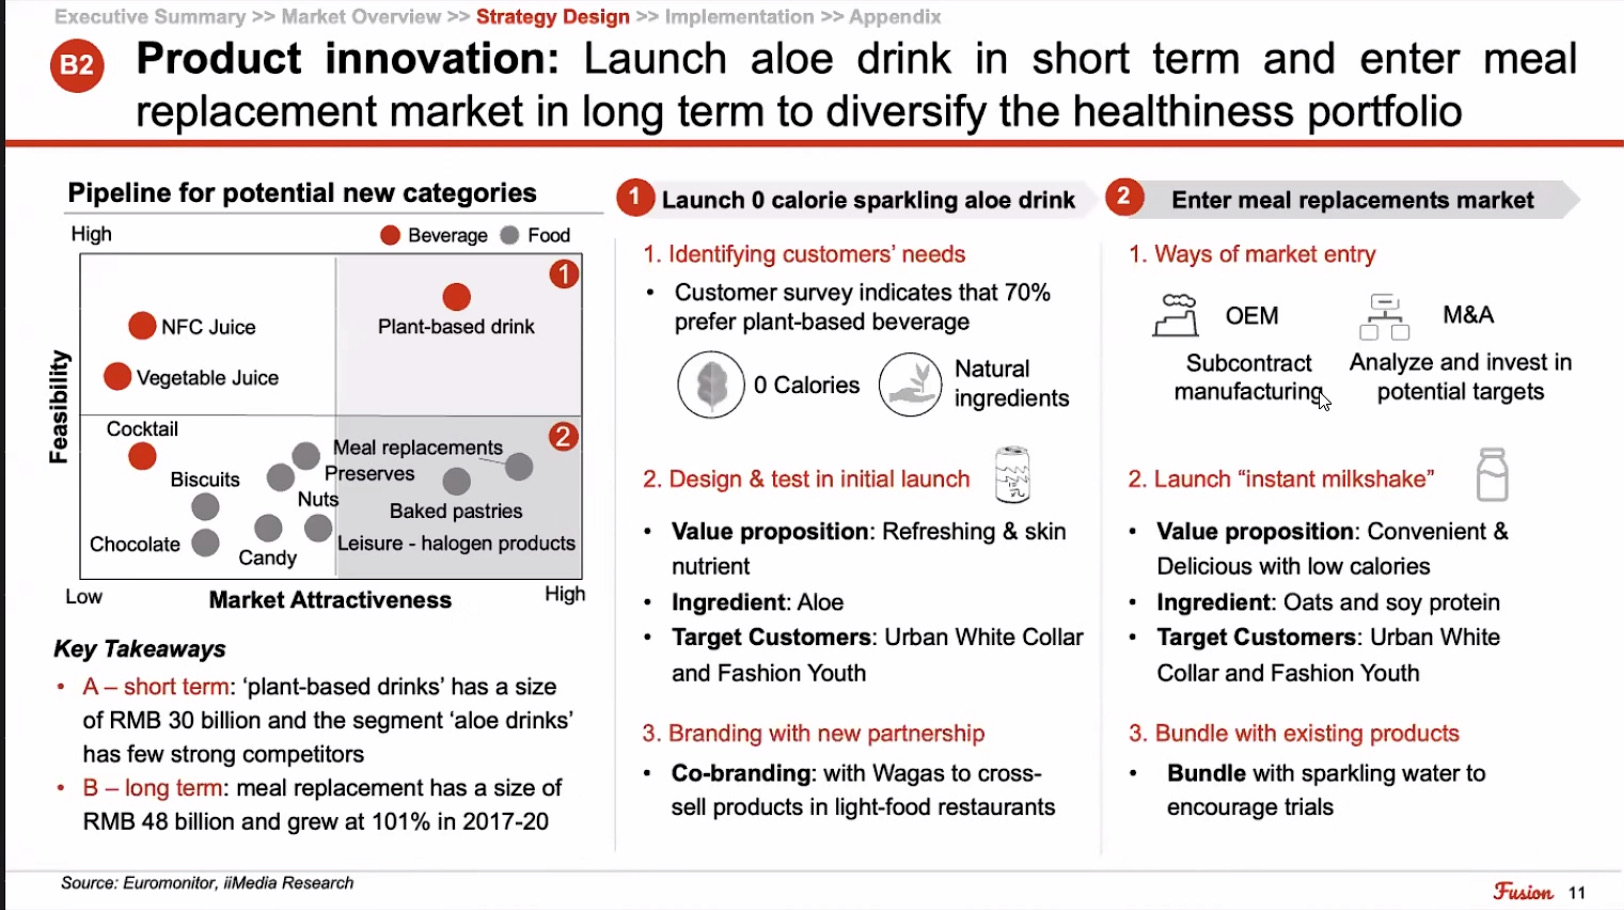 Executive Summary >> Market Overview >> Strategy Design >> Implementation >> Appendix
B2
Product innovation: Launch aloe drink in short term and enter meal
replacement market in long term to diversify the healthiness portfolio
Pipeline for potential new categories
High
Beverage
Food
1
Plant-based drink
NFC Juice
Vegetable Juice
Feasibility
2
Cocktail
Meal replacements
Biscuits
Preserves
Nuts
Baked pastries
Chocolate
Candy
Leisure - halogen products
Low
Market Attractiveness
High
Key Takeaways
• A – short term: ‘plant-based drinks’ has a size
of RMB 30 billion and the segment ‘aloe drinks’
has few strong competitors
• B – long term: meal replacement has a size of
RMB 48 billion and grew at 101% in 2017-20
1 Launch 0 calorie sparkling aloe drink
1. Identifying customers’ needs
• Customer survey indicates that 70%
prefer plant-based beverage
0 Calories
Natural
ingredients
2. Design & test in initial launch
• Value proposition: Refreshing & skin
nutrient
• Ingredient: Aloe
• Target Customers: Urban White Collar
and Fashion Youth
3. Branding with new partnership
• Co-branding: with Wagas to cross-
sell products in light-food restaurants
2 Enter meal replacements market
1. Ways of market entry
OEM
Subcontract
manufacturing
M&A
Analyze and invest in
potential targets
2. Launch “instant milkshake”
• Value proposition: Convenient &
Delicious with low calories
• Ingredient: Oats and soy protein
• Target Customers: Urban White
Collar and Fashion Youth
3. Bundle with existing products
• Bundle with sparkling water to
encourage trials
Source: Euromonitor, iiMedia Research
Fusion 11